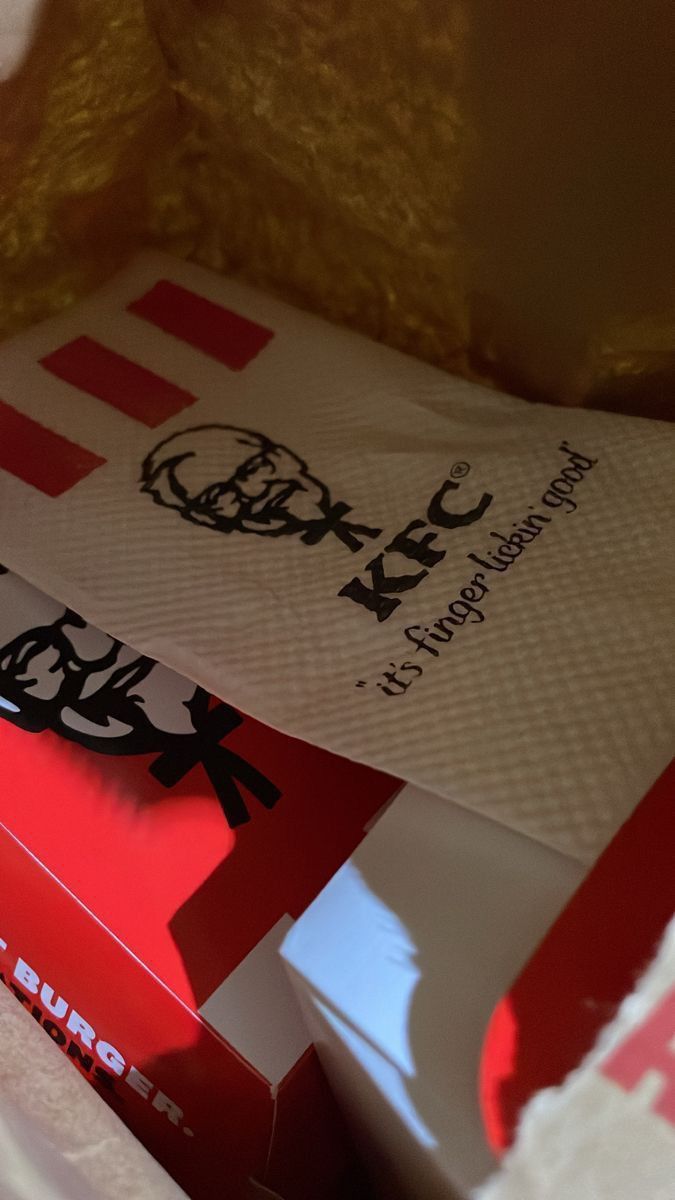 KFC®
"it's finger lickin' good"
BURGER.